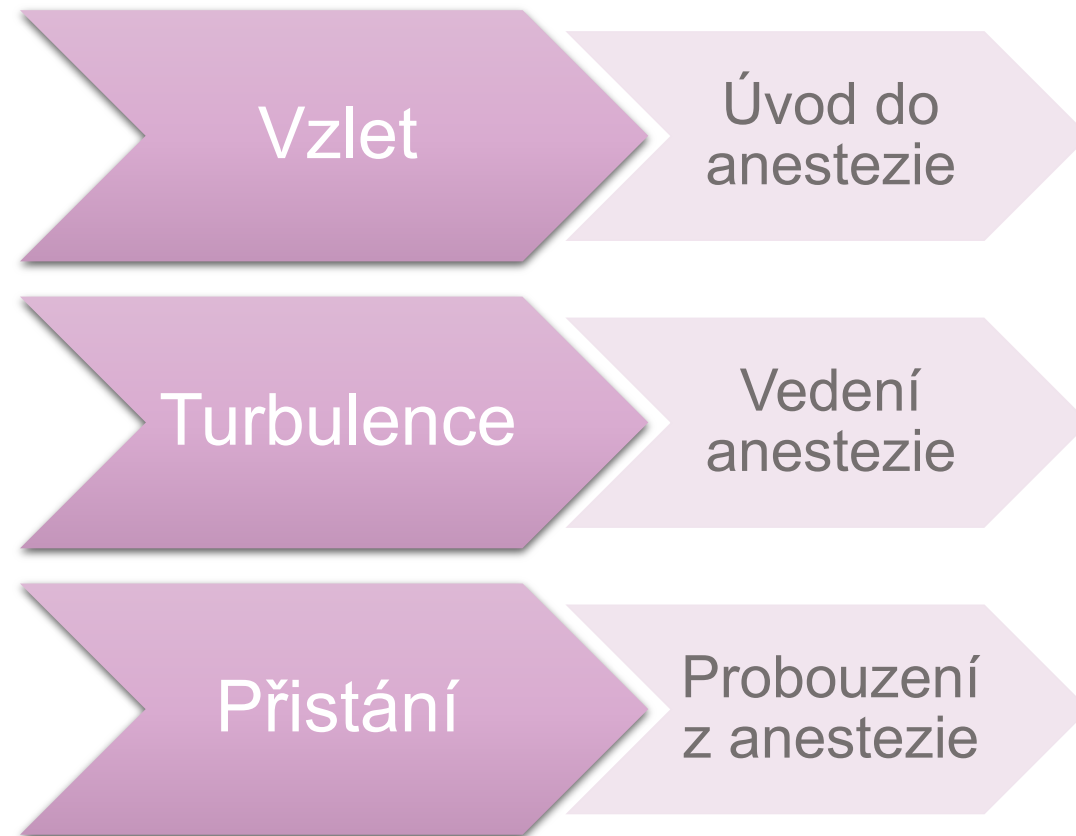 Vzlet
Úvod do
anestezie
Turbulence
Vedení
anestezie
Přistání
Probouzení
z anestezie